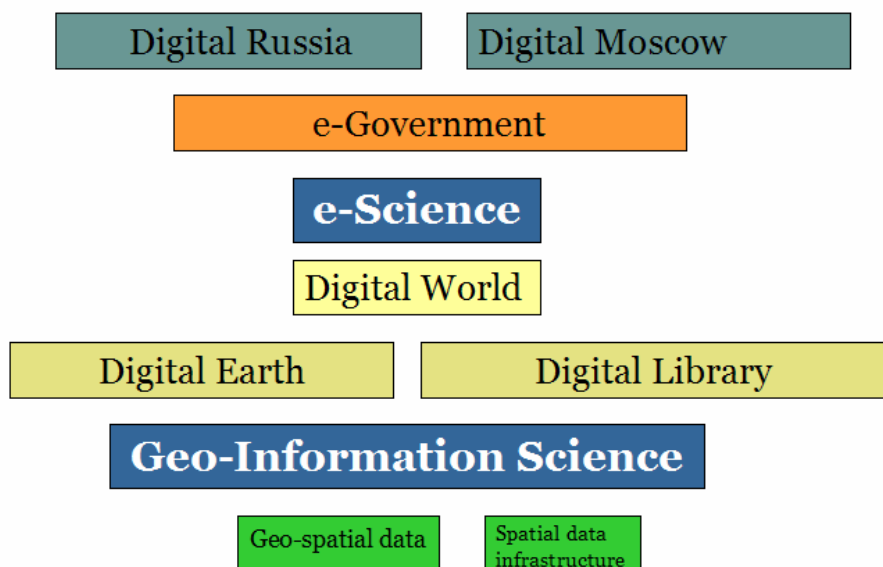 Digital Russia
Digital Moscow
e-Government
e-Science
Digital World
Digital Earth
Digital Library
Geo-Information Science
Geo-spatial data
Spatial data
infrastructure